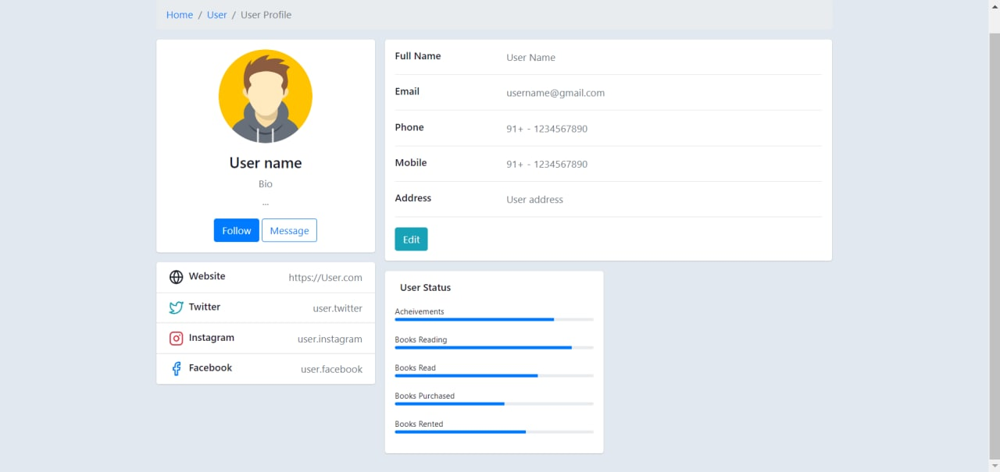 Home / User / User Profile
User name
Bio
...
Follow Message
Website https://User.com
Twitter user.twitter
Instagram user.instagram
Facebook user.facebook
Full Name User Name
Email username@gmail.com
Phone 91+ - 1234567890
Mobile 91+ - 1234567890
Address User address
Edit
User Status
Acheivements
Books Reading
Books Read
Books Purchased
Books Rented